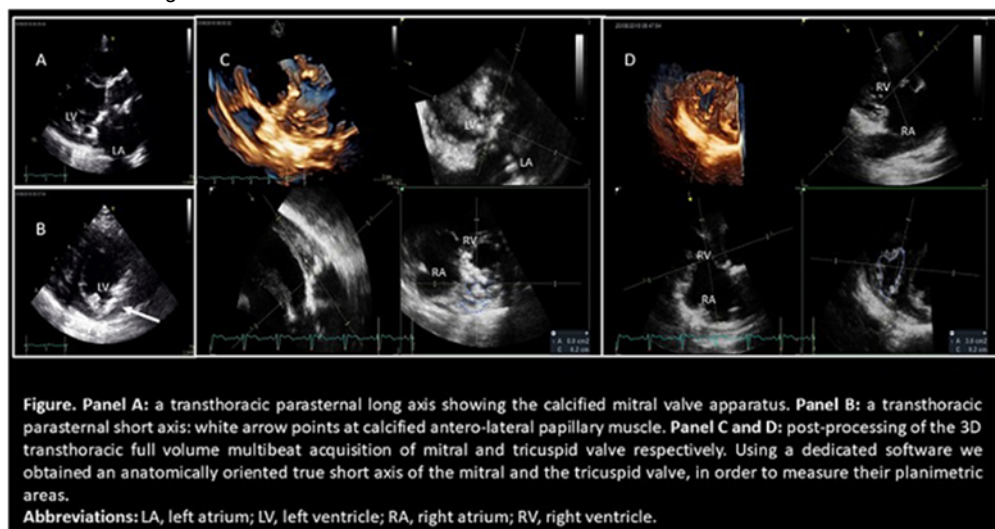 A
C
D
LV
LA
LV
LA
RV
RA
B
LV
RV
RA
RV
RA
Figure. Panel A: a transthoracic parasternal long axis showing the calcified mitral valve apparatus. Panel B: a transthoracic
parasternal short axis: white arrow points at calcified antero-lateral papillary muscle. Panel C and D: post-processing of the 3D
transthoracic full volume multibeat acquisition of mitral and tricuspid valve respectively. Using a dedicated software we
obtained an anatomically oriented true short axis of the mitral and the tricuspid valve, in order to measure their planimetric
areas.
Abbreviations: LA, left atrium; LV, left ventricle; RA, right atrium; RV, right ventricle.